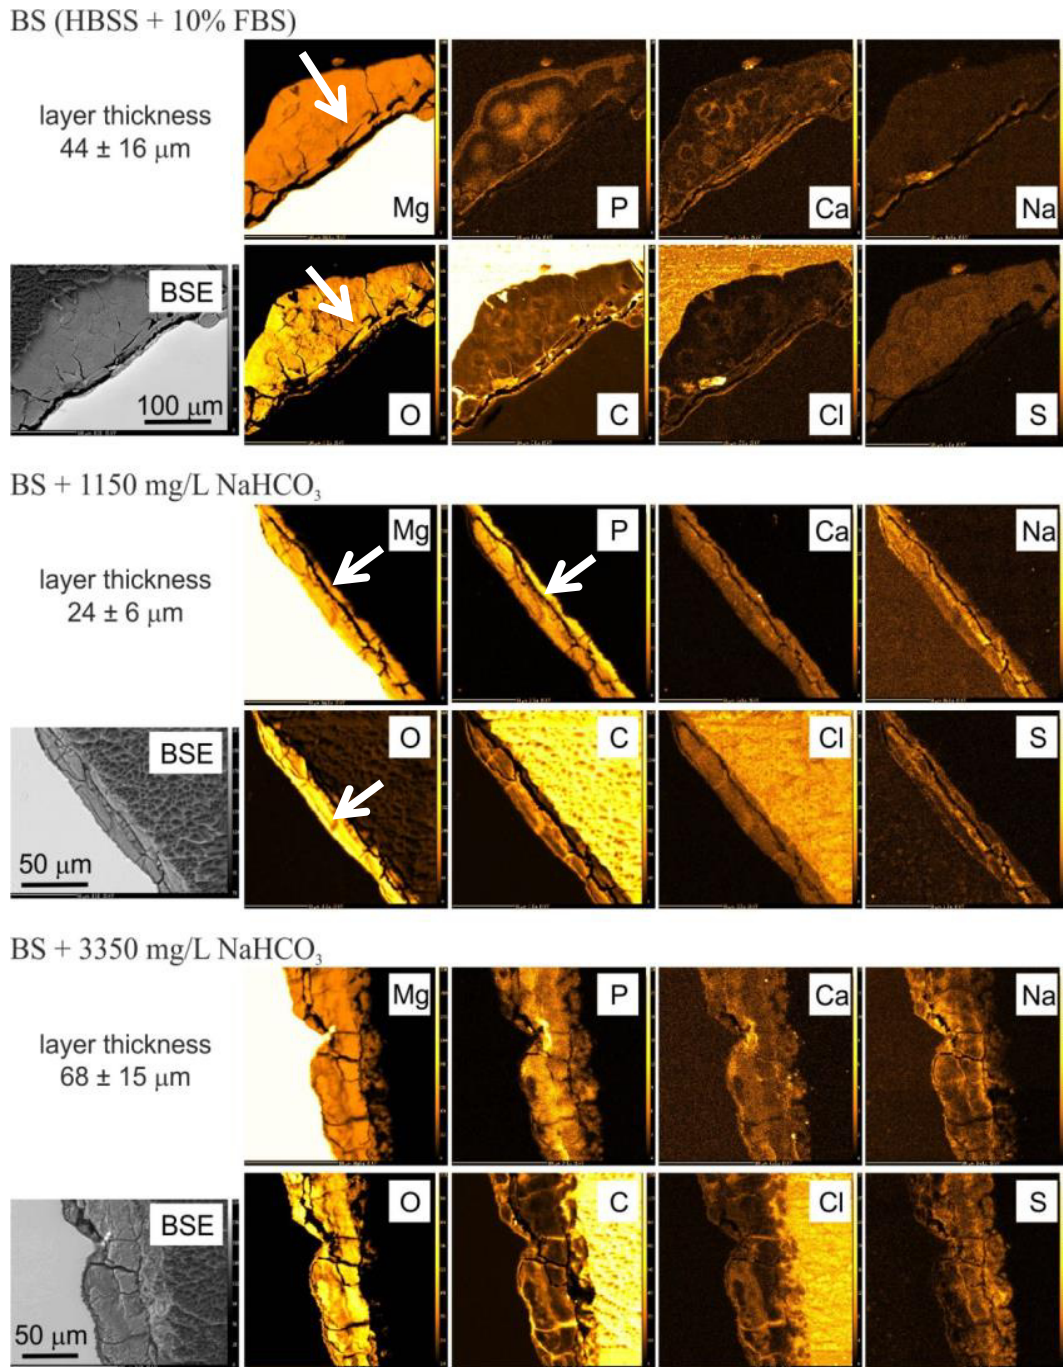 BS (HBSS + 10% FBS)
layer thickness
44 ± 16 μm
Mg
P
Ca
Na
BSE
100 μm
O
C
Cl
S
BS + 1150 mg/L NaHCO₃
layer thickness
24 ± 6 μm
Mg
P
Ca
Na
BSE
50 μm
O
C
Cl
S
BS + 3350 mg/L NaHCO₃
layer thickness
68 ± 15 μm
Mg
P
Ca
Na
BSE
50 μm
O
C
Cl
S